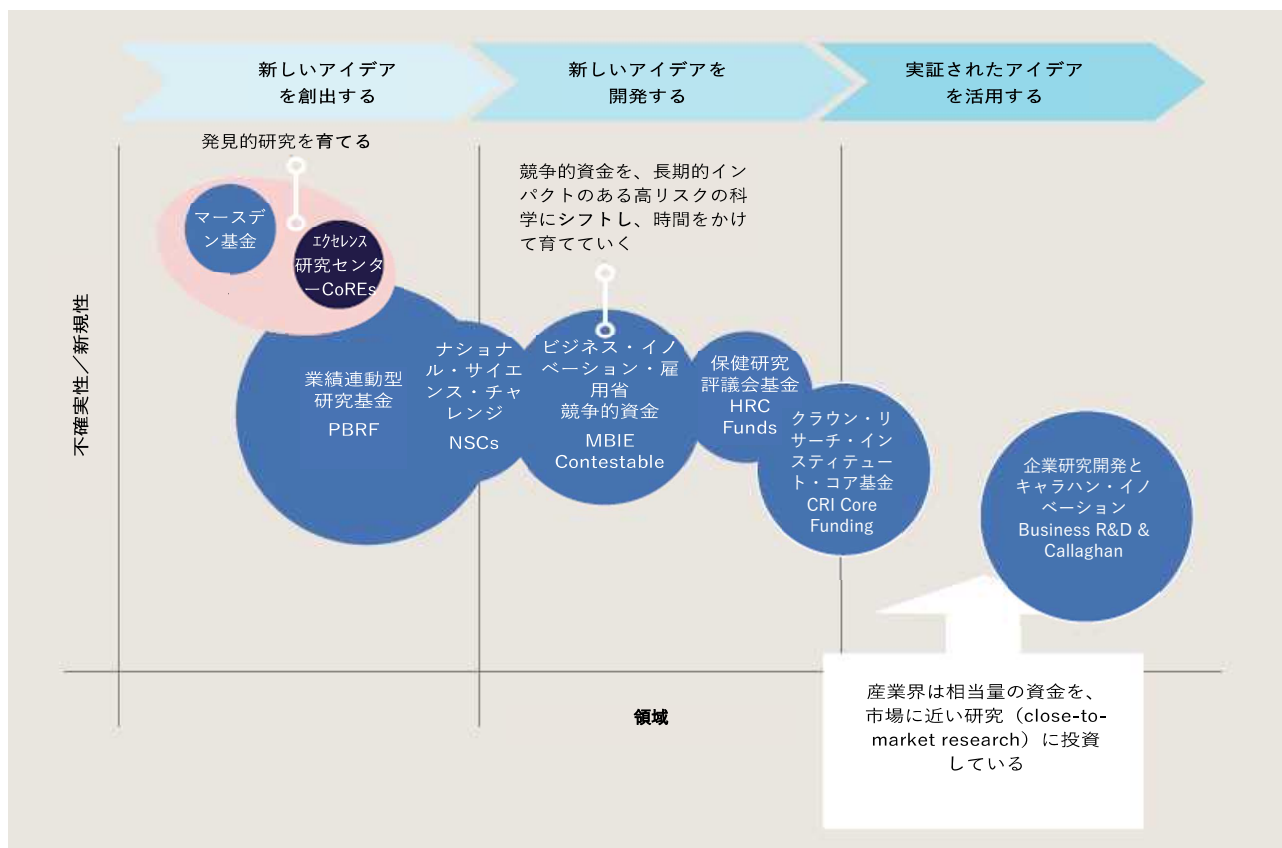 新しいアイデア
を創出する
新しいアイデアを
開発する
実証されたアイデア
を活用する
発見的研究を育てる
競争的資金を、長期的イン
パクトのある高リスクの科
学にシフトし、時間をかけ
て育てていく
マースデ
ン基金
エクセレンス
研究センタ
ーCoREs
不確実性／新規性
業績連動型
研究基金
PBRF
ナショナ
ル・サイエ
ンス・チャ
レンジ
NSCs
ビジネス・イノ
ベーション・雇
用省
競争的資金
MBIE
Contestable
保健研究
評議会基金
HRC
Funds
クラウン・リ
サーチ・イン
スティテュー
ト・コア基金
CRI Core
Funding
企業研究開発と
キャラハン・イノ
ベーション
Business R&D &
Callaghan
領域
産業界は相当量の資金を、
市場に近い研究（close-to-
market research）に投資
している